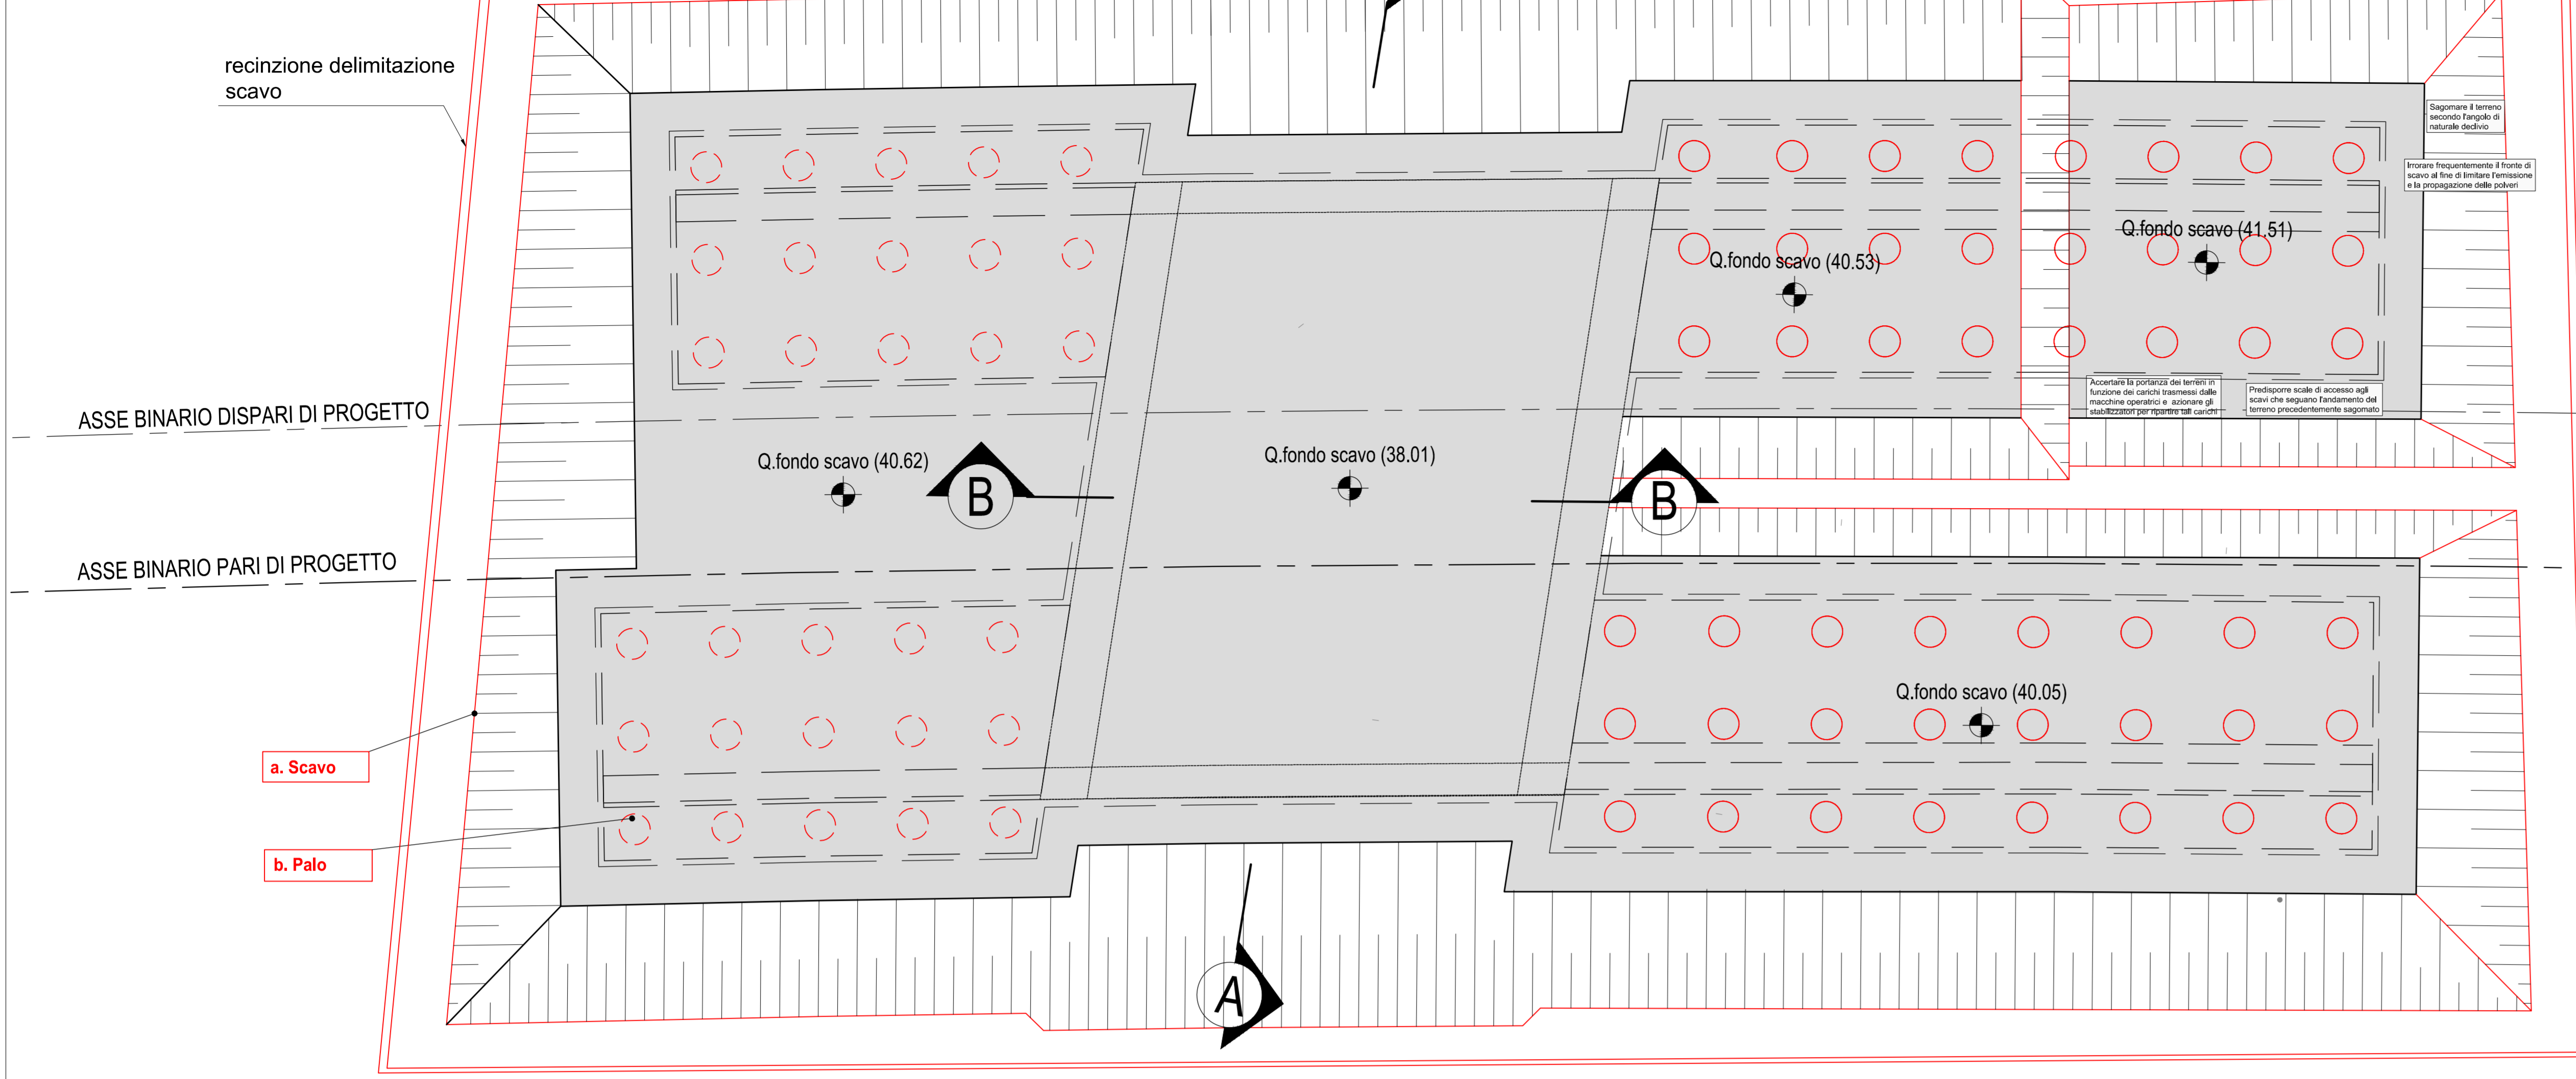 recinzione delimitazione
scavo
Sagomare il terreno
secondo l'angolo di
naturale declivio
Irrorare frequentemente il fronte di
scavo al fine di limitare l'emissione
e la propagazione delle polveri
Q.fondo scavo (41.51)
Q.fondo scavo (40.53)
Accertare la portanza dei terreni in
funzione dei carichi trasmessi dalle
macchine operatrici e azionare gli
stabilizzatori per ripartire tali carichi
Predisporre scale di accesso agli
scavi che seguano l'andamento del
terreno precedentemente sagomato
ASSE BINARIO DISPARI DI PROGETTO
Q.fondo scavo (40.62)
B
Q.fondo scavo (38.01)
B
ASSE BINARIO PARI DI PROGETTO
Q.fondo scavo (40.05)
a. Scavo
b. Palo
A